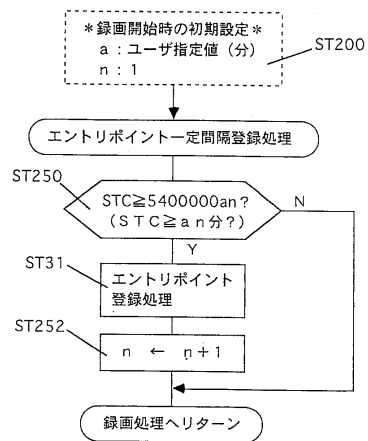 ＊録画開始時の初期設定＊
a：ユーザ指定値（分）
n：1
ST200
エントリポイント一定間隔登録処理
ST250
STC≧5400000an？
（STC≧an分？）
N
Y
ST31
エントリポイント
登録処理
ST252
n ← n＋1
録画処理へリターン